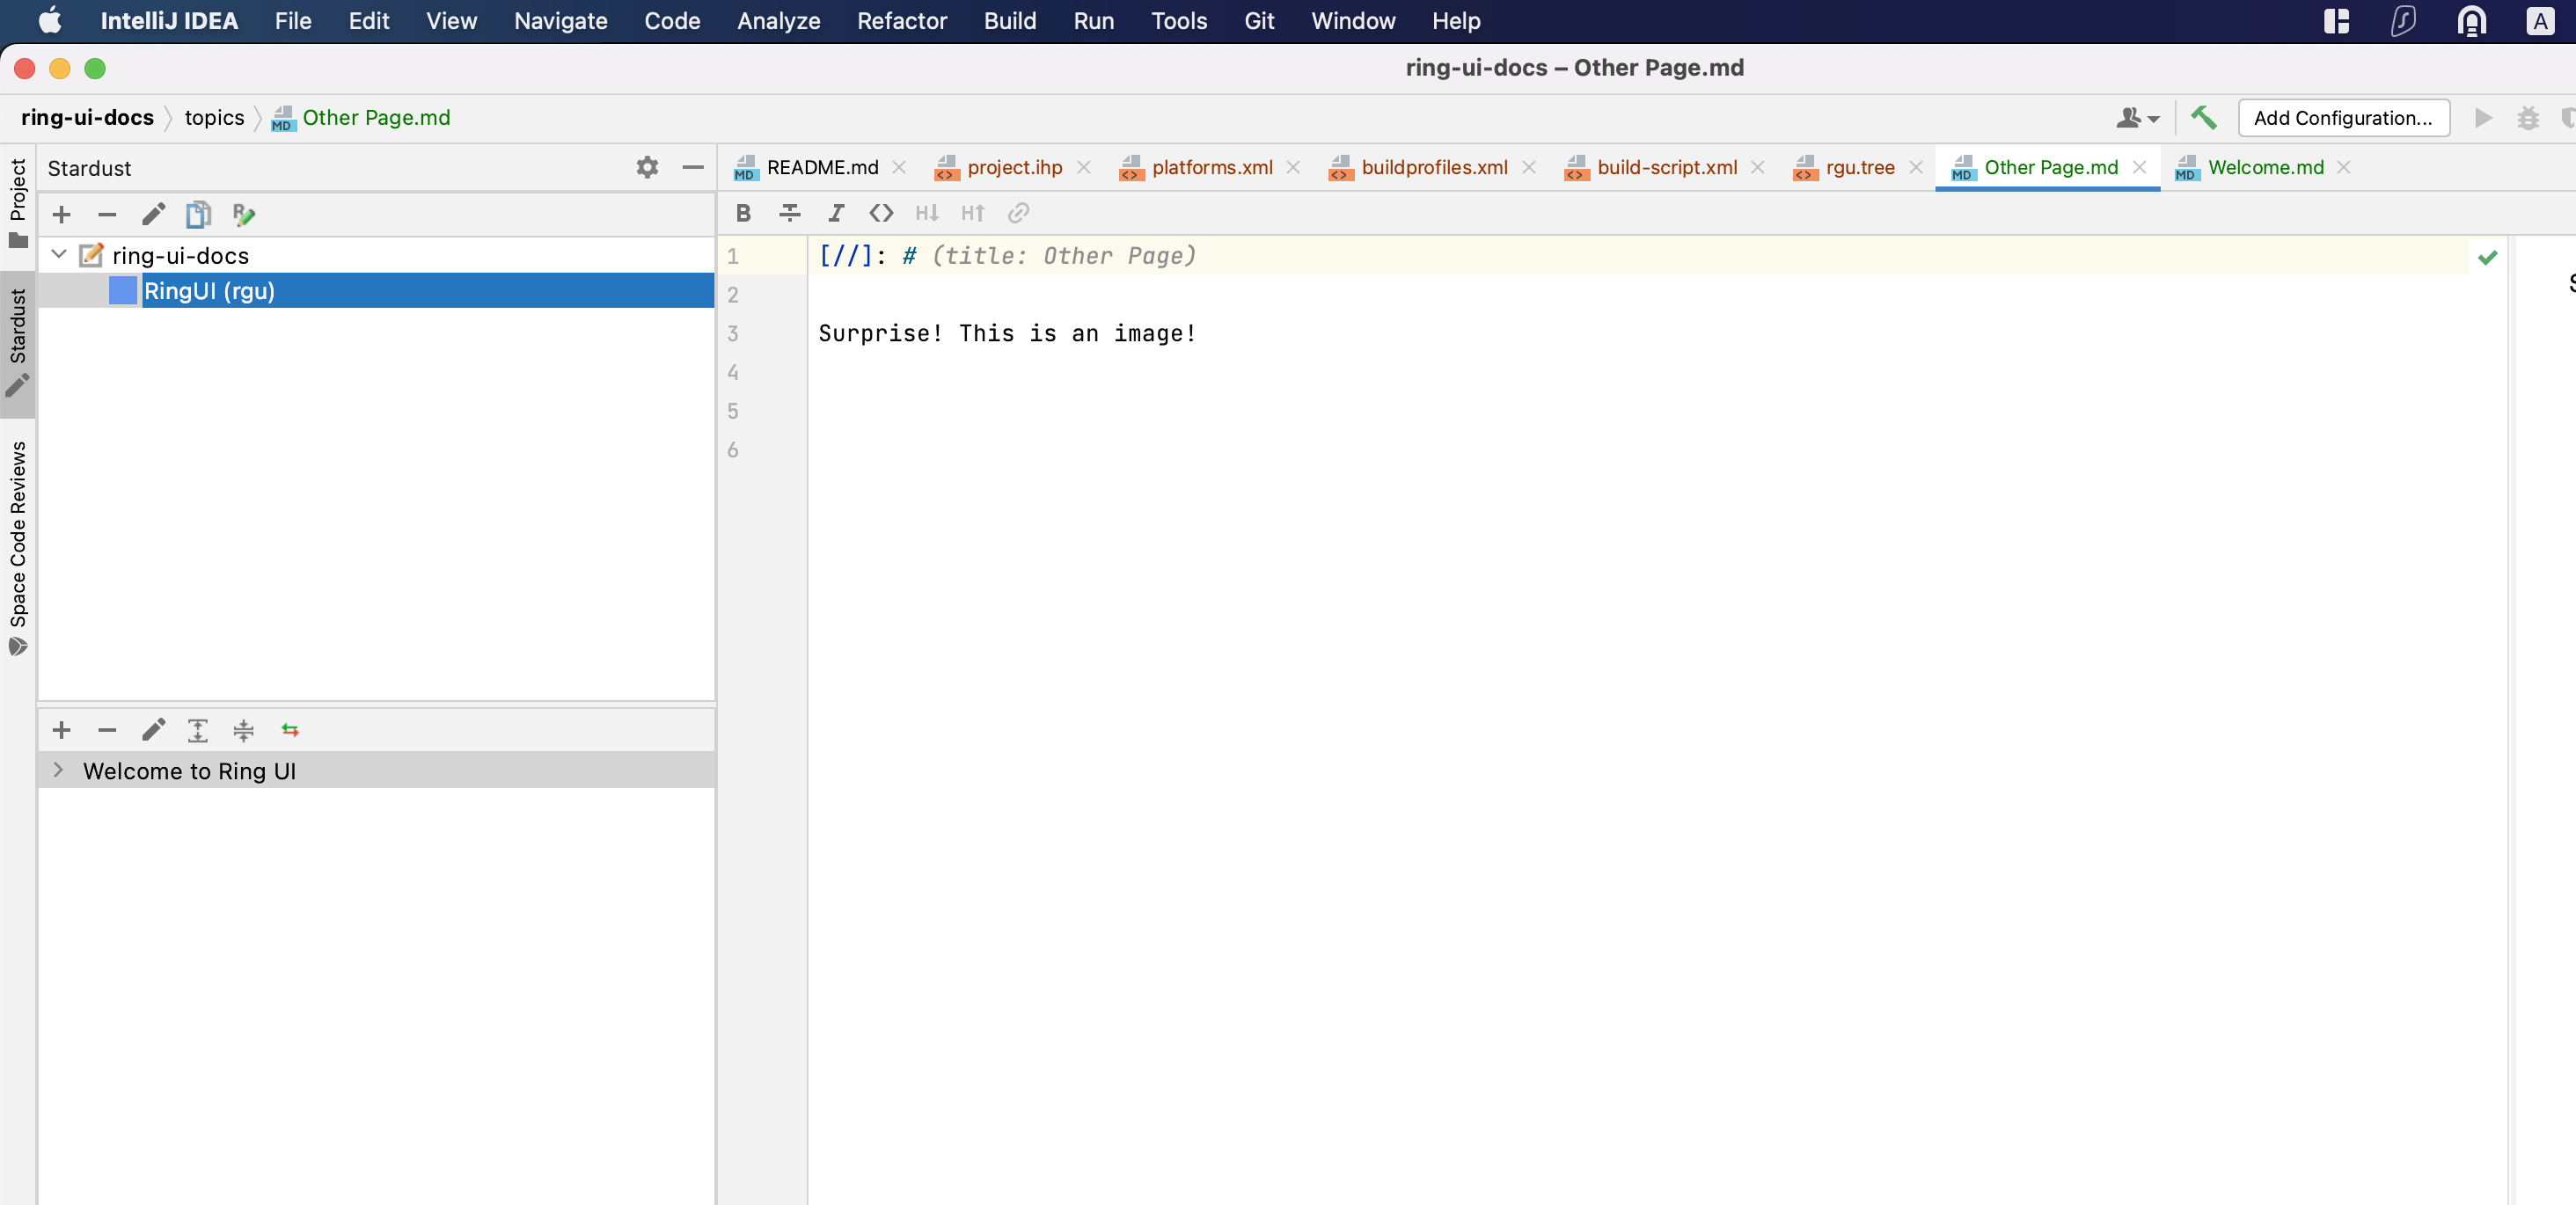 IntelliJ IDEA File Edit View Navigate Code Analyze Refactor Build Run Tools Git Window Help A
ring-ui-docs – Other Page.md
ring-ui-docs topics MD Other Page.md Add Configuration...
Project
Stardust
Space Code Reviews
Stardust
ring-ui-docs
RingUI (rgu)
Welcome to Ring UI
MD README.md <> project.ihp <> platforms.xml <> buildprofiles.xml <> build-script.xml <> rgu.tree MD Other Page.md MD Welcome.md
B I <> H↓ H↑
1 [//]: # (title: Other Page)
2
3 Surprise! This is an image!
4
5
6